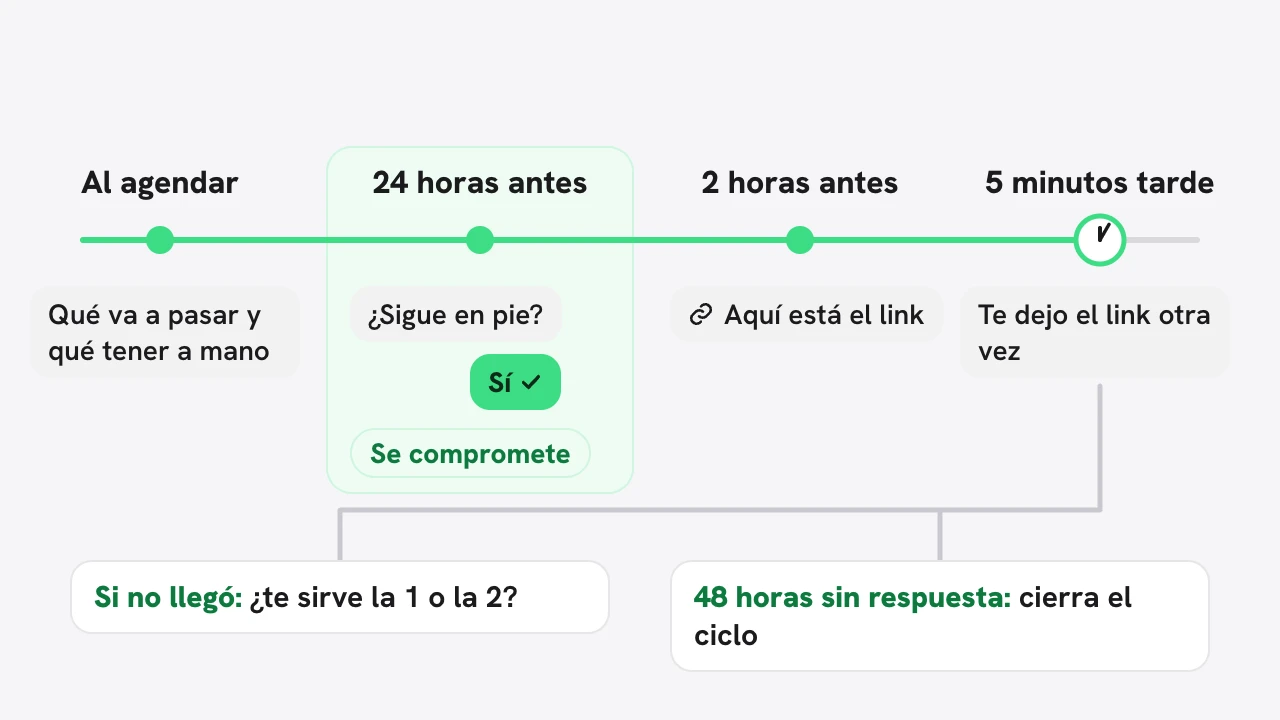 Al agendar
24 horas antes
2 horas antes
5 minutos tarde
Qué va a pasar y
qué tener a mano
¿Sigue en pie?
Sí
Se compromete
Aquí está el link
Te dejo el link otra
vez
Si no llegó: ¿te sirve la 1 o la 2?
48 horas sin respuesta: cierra el
ciclo